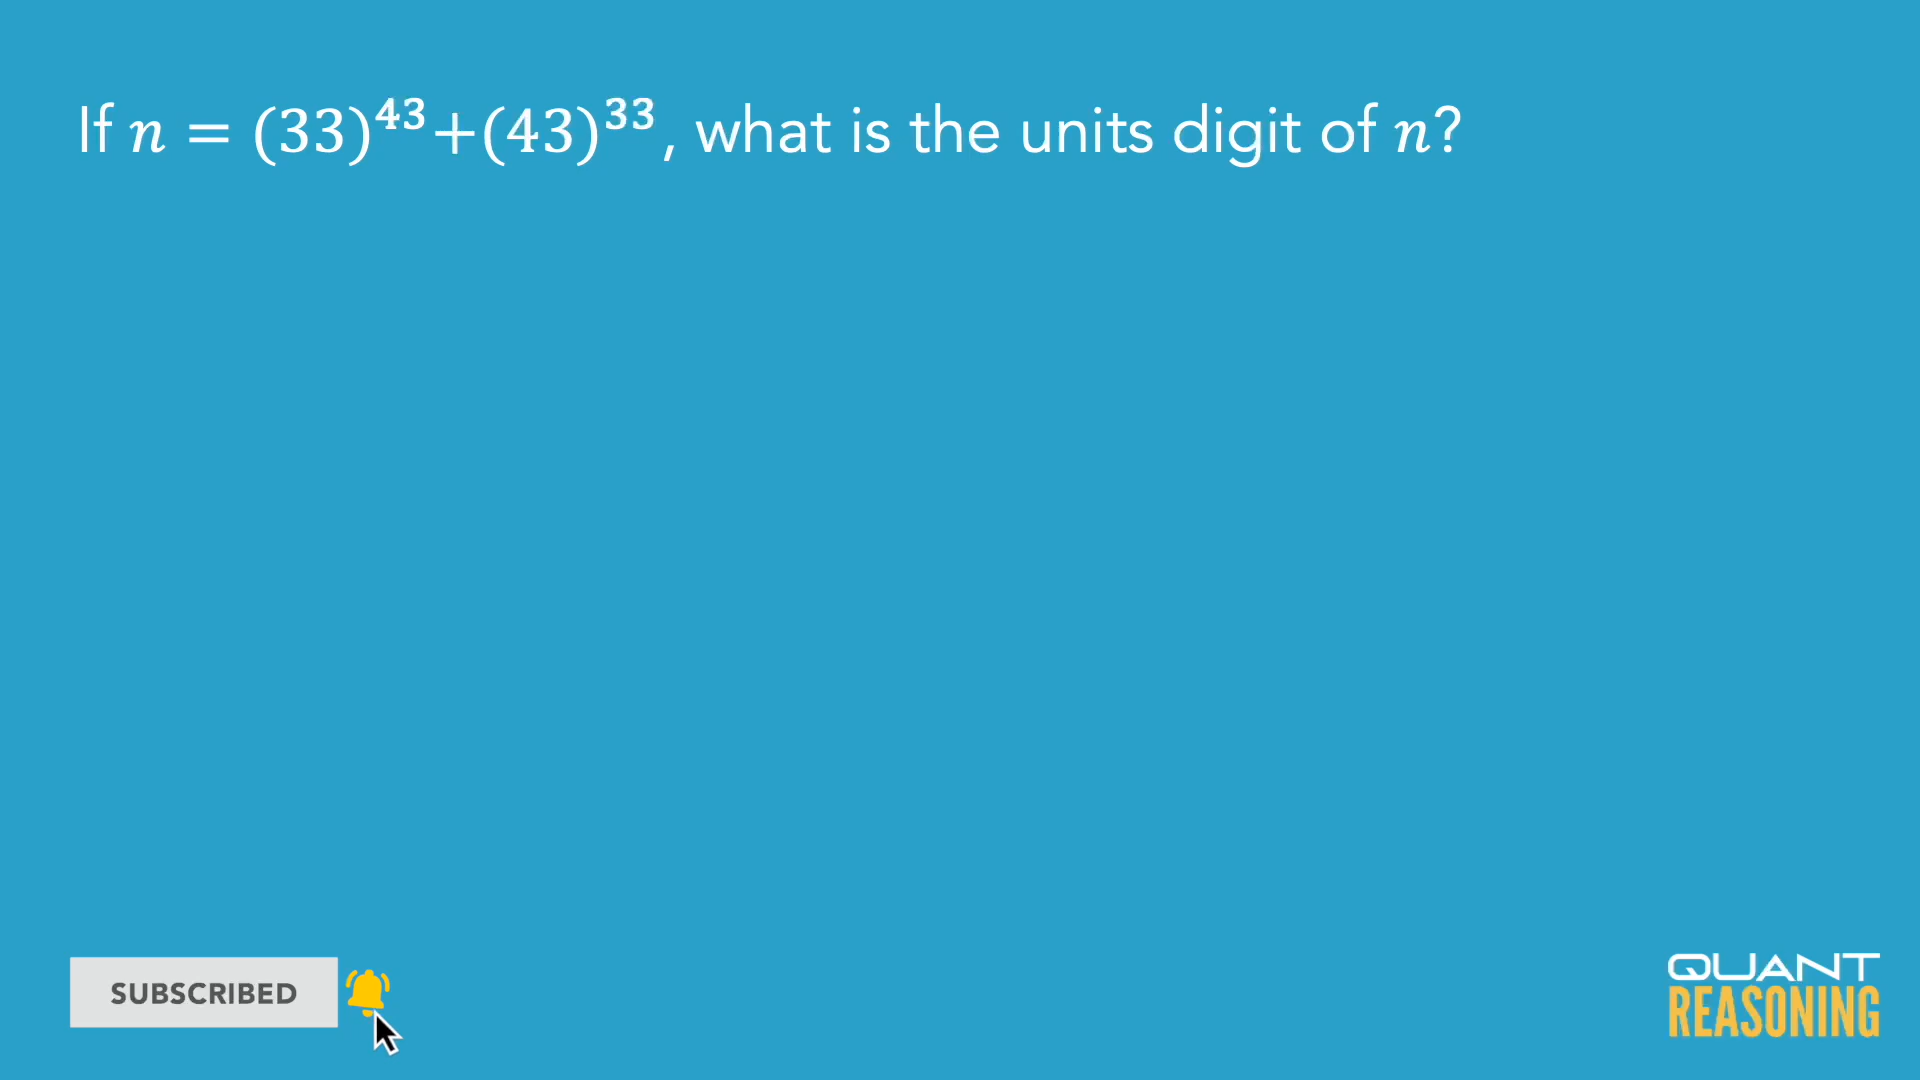 If n = (33)⁴³+(43)³³, what is the units digit of n?
SUBSCRIBED
QUANT
REASONING